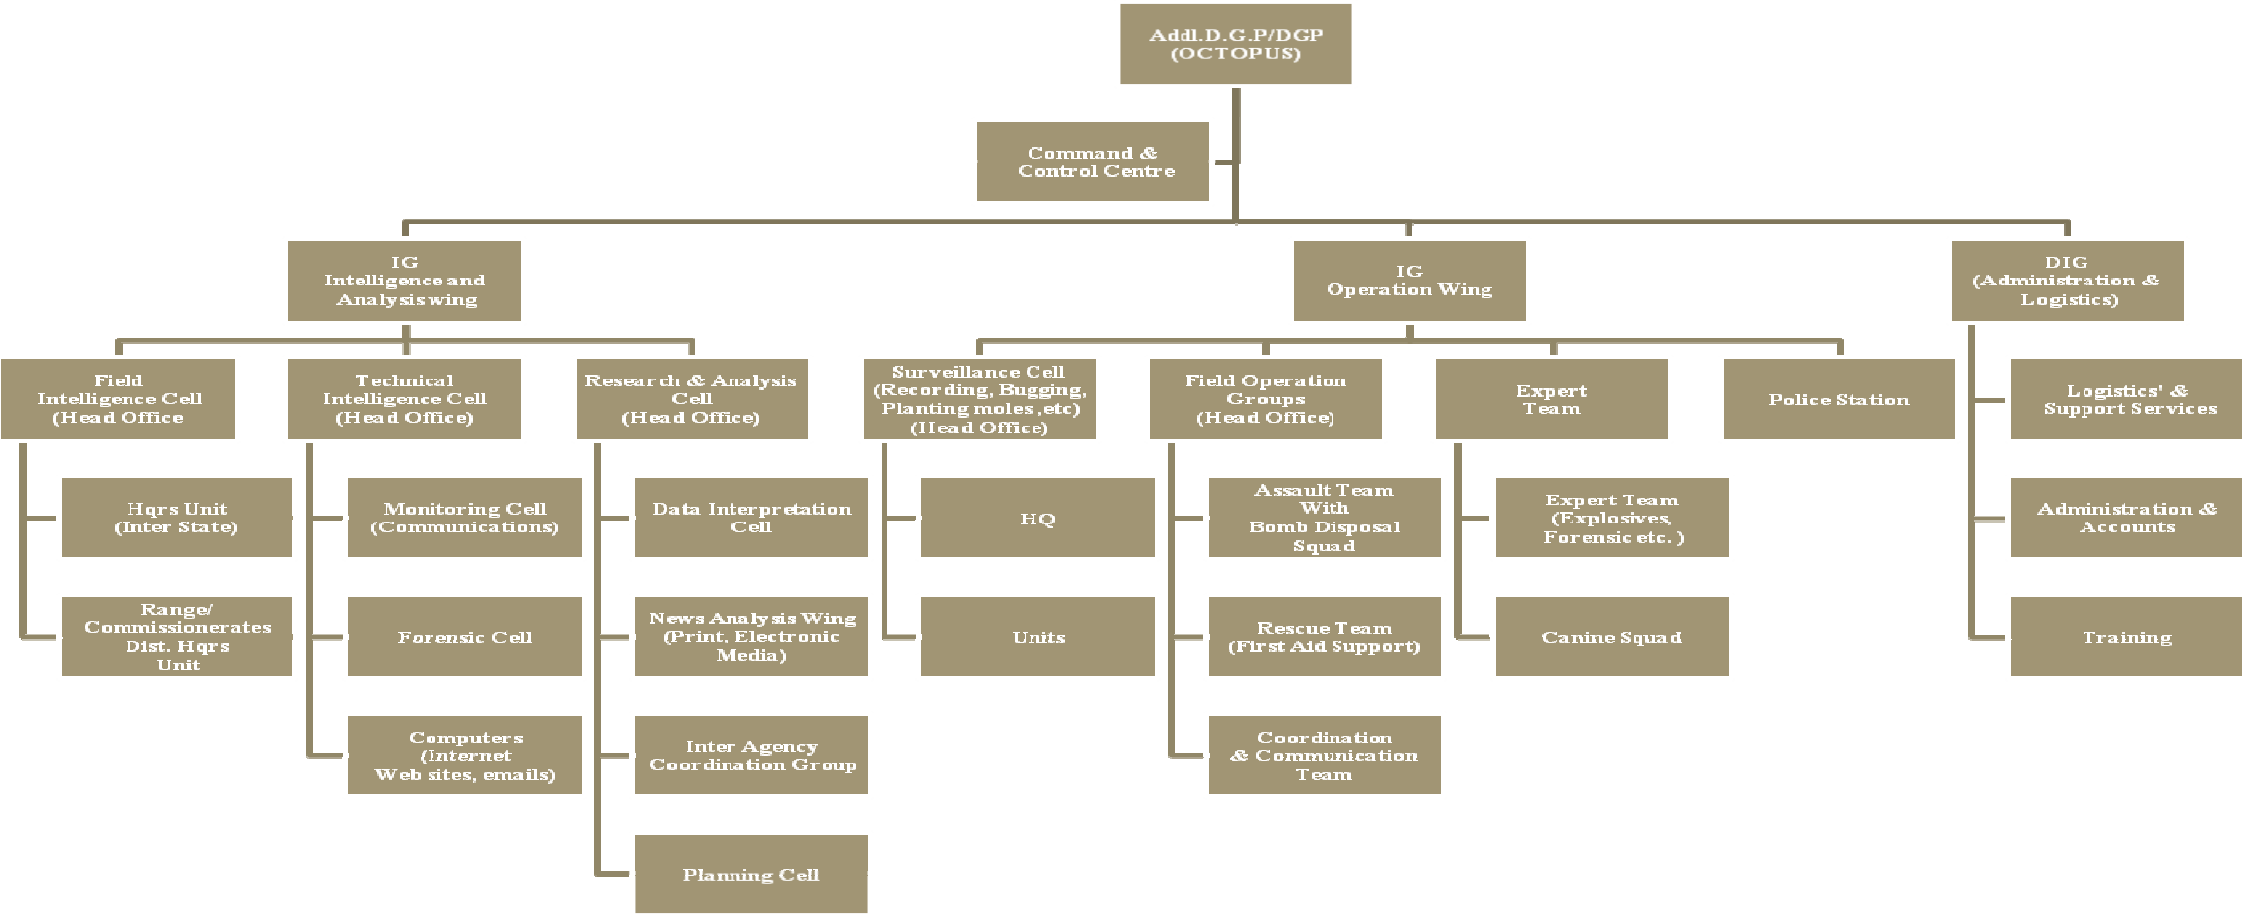 Addl.D.G.P/DGP
(OCTOPUS)
Command &
Control Centre
IG
Intelligence and
Analysis wing
IG
Operation Wing
DIG
(Administration &
Logistics)
Field
Intelligence Cell
(Head Office
Technical
Intelligence Cell
(Head Office)
Research & Analysis
Cell
(Head Office)
Surveillance Cell
(Recording, Bugging,
Planting moles ,etc)
(Head Office)
Field Operation
Groups
(Head Office)
Expert
Team
Police Station
Logistics' &
Support Services
Hqrs Unit
(Inter State)
Monitoring Cell
(Communications)
Data Interpretation
Cell
HQ
Assault Team
With
Bomb Disposal
Squad
Expert Team
(Explosives,
Forensic etc. )
Administration &
Accounts
Range/
Commissionerates
Dist. Hqrs
Unit
Forensic Cell
News Analysis Wing
(Print, Electronic
Media)
Units
Rescue Team
(First Aid Support)
Canine Squad
Training
Computers
(Internet
Web sites, emails)
Inter Agency
Coordination Group
Coordination
& Communication
Team
Planning Cell